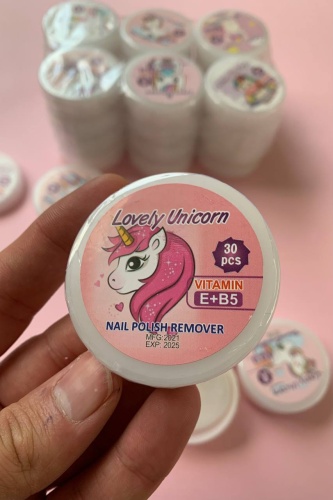 Lovely Unicorn
30
pcs
VITAMIN
E+B5
NAIL POLISH REMOVER
MFG:2021
EXP: 2025